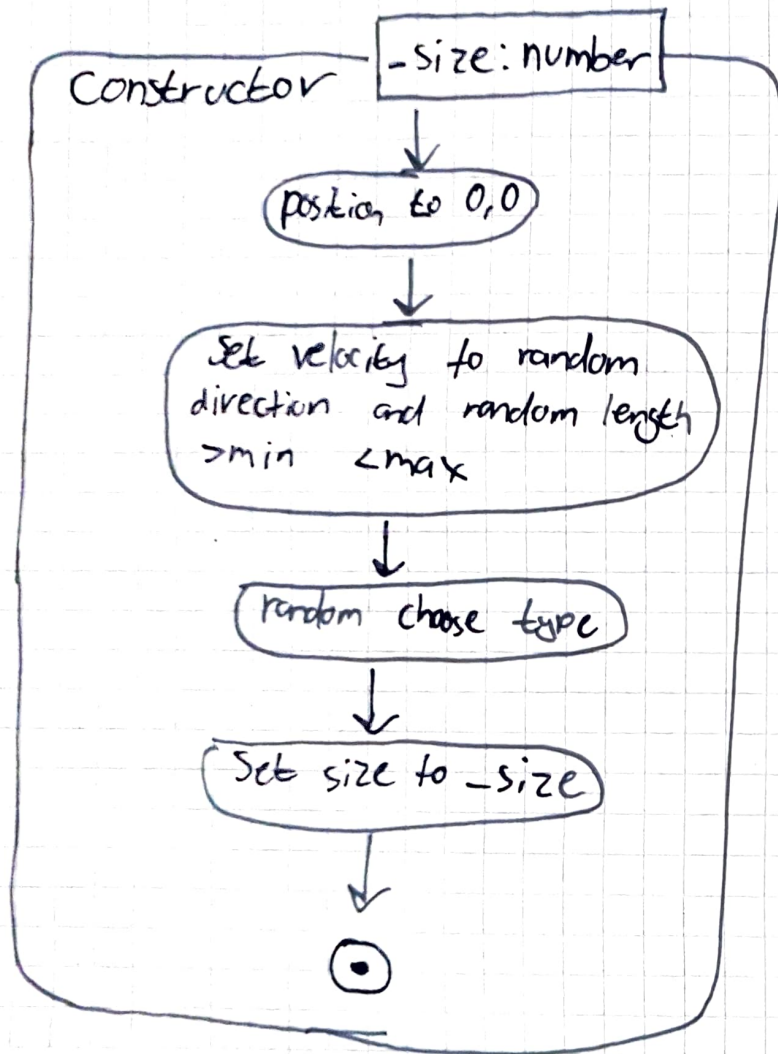 _size: number
Constructor
position to 0,0
Set velocity to random
direction and random length
>min <max
random choose type
Set size to _size